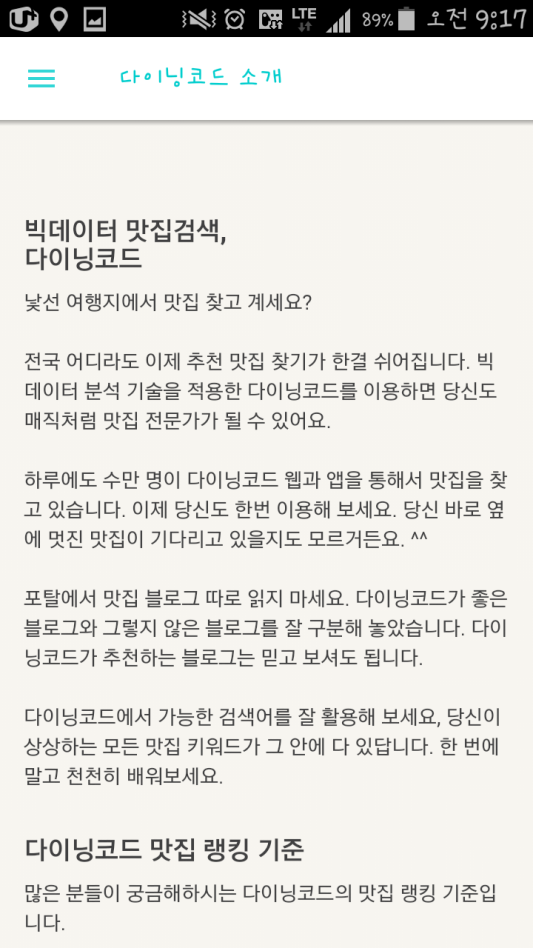 LTE 89% 오전 9:17
다이닝코드 소개
빅데이터 맛집검색,
다이닝코드
낯선 여행지에서 맛집 찾고 계세요?
전국 어디라도 이제 추천 맛집 찾기가 한결 쉬어집니다. 빅
데이터 분석 기술을 적용한 다이닝코드를 이용하면 당신도
매직처럼 맛집 전문가가 될 수 있어요.
하루에도 수만 명이 다이닝코드 웹과 앱을 통해서 맛집을 찾
고 있습니다. 이제 당신도 한번 이용해 보세요. 당신 바로 옆
에 멋진 맛집이 기다리고 있을지도 모르거든요. ^^
포탈에서 맛집 블로그 따로 읽지 마세요. 다이닝코드가 좋은
블로그와 그렇지 않은 블로그를 잘 구분해 놓았습니다. 다이
닝코드가 추천하는 블로그는 믿고 보셔도 됩니다.
다이닝코드에서 가능한 검색어를 잘 활용해 보세요, 당신이
상상하는 모든 맛집 키워드가 그 안에 다 있답니다. 한 번에
말고 천천히 배워보세요.
다이닝코드 맛집 랭킹 기준
많은 분들이 궁금해하시는 다이닝코드의 맛집 랭킹 기준입
니다.